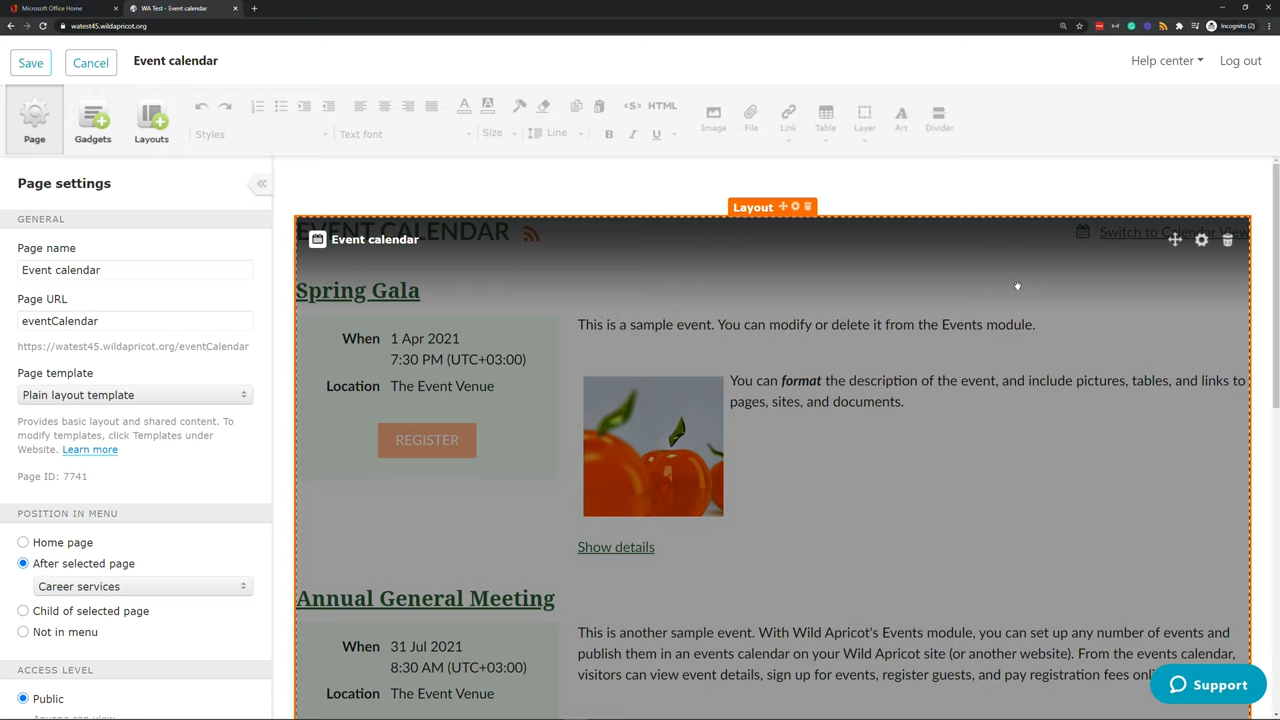 Microsoft Office Home
WA Test - Event calendar
watest45.wildapricot.org
Incognito (2)
Save
Cancel
Event calendar
Help center
Log out
Page
Gadgets
Layouts
Styles
Text font
Size
Line
B
I
U
<S> HTML
Image
File
Link
Table
Layer
Art
Divider
Page settings
GENERAL
Page name
Event calendar
Page URL
eventCalendar
https://watest45.wildapricot.org/eventCalendar
Page template
Plain layout template
Provides basic layout and shared content. To
modify templates, click Templates under
Website. Learn more
Page ID: 7741
POSITION IN MENU
Home page
After selected page
Career services
Child of selected page
Not in menu
ACCESS LEVEL
Public
Anyone can view
Layout
EVENT CALENDAR
Switch to Calendar View
Event calendar
Spring Gala
When 1 Apr 2021
7:30 PM (UTC+03:00)
Location The Event Venue
REGISTER
This is a sample event. You can modify or delete it from the Events module.
You can format the description of the event, and include pictures, tables, and links to
pages, sites, and documents.
Show details
Annual General Meeting
When 31 Jul 2021
8:30 AM (UTC+03:00)
Location The Event Venue
This is another sample event. With Wild Apricot's Events module, you can set up any number of events and
publish them in an events calendar on your Wild Apricot site (or another website). From the events calendar,
visitors can view event details, sign up for events, register guests, and pay registration fees
Support